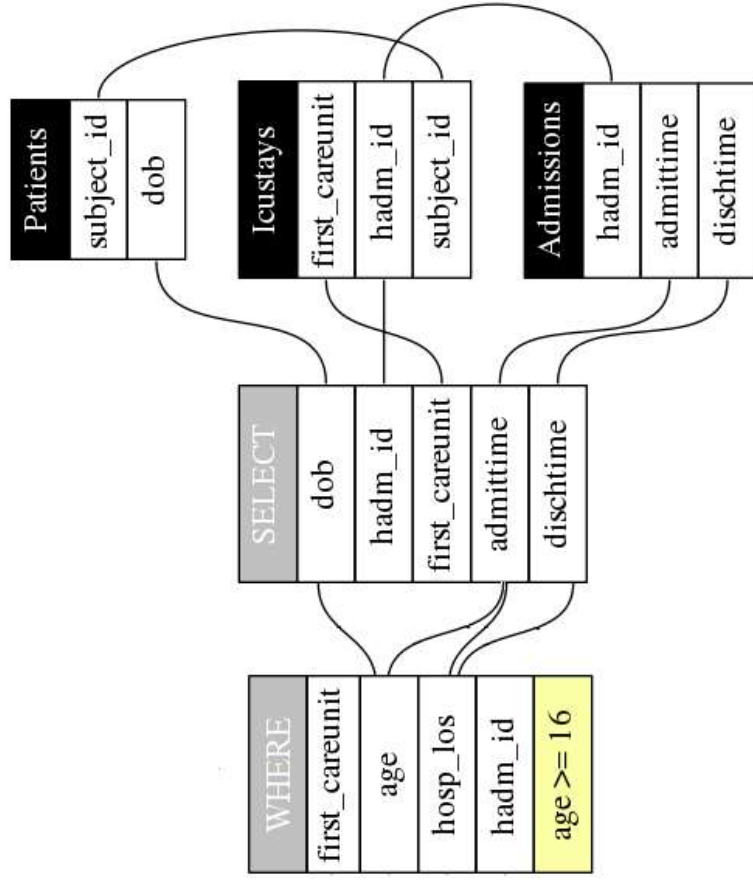 Patients
subject_id
dob
Icustays
first_careunit
hadm_id
subject_id
Admissions
hadm_id
admittime
dischtime
SELECT
dob
hadm_id
first_careunit
admittime
dischtime
WHERE
first_careunit
age
hosp_los
hadm_id
age >= 16